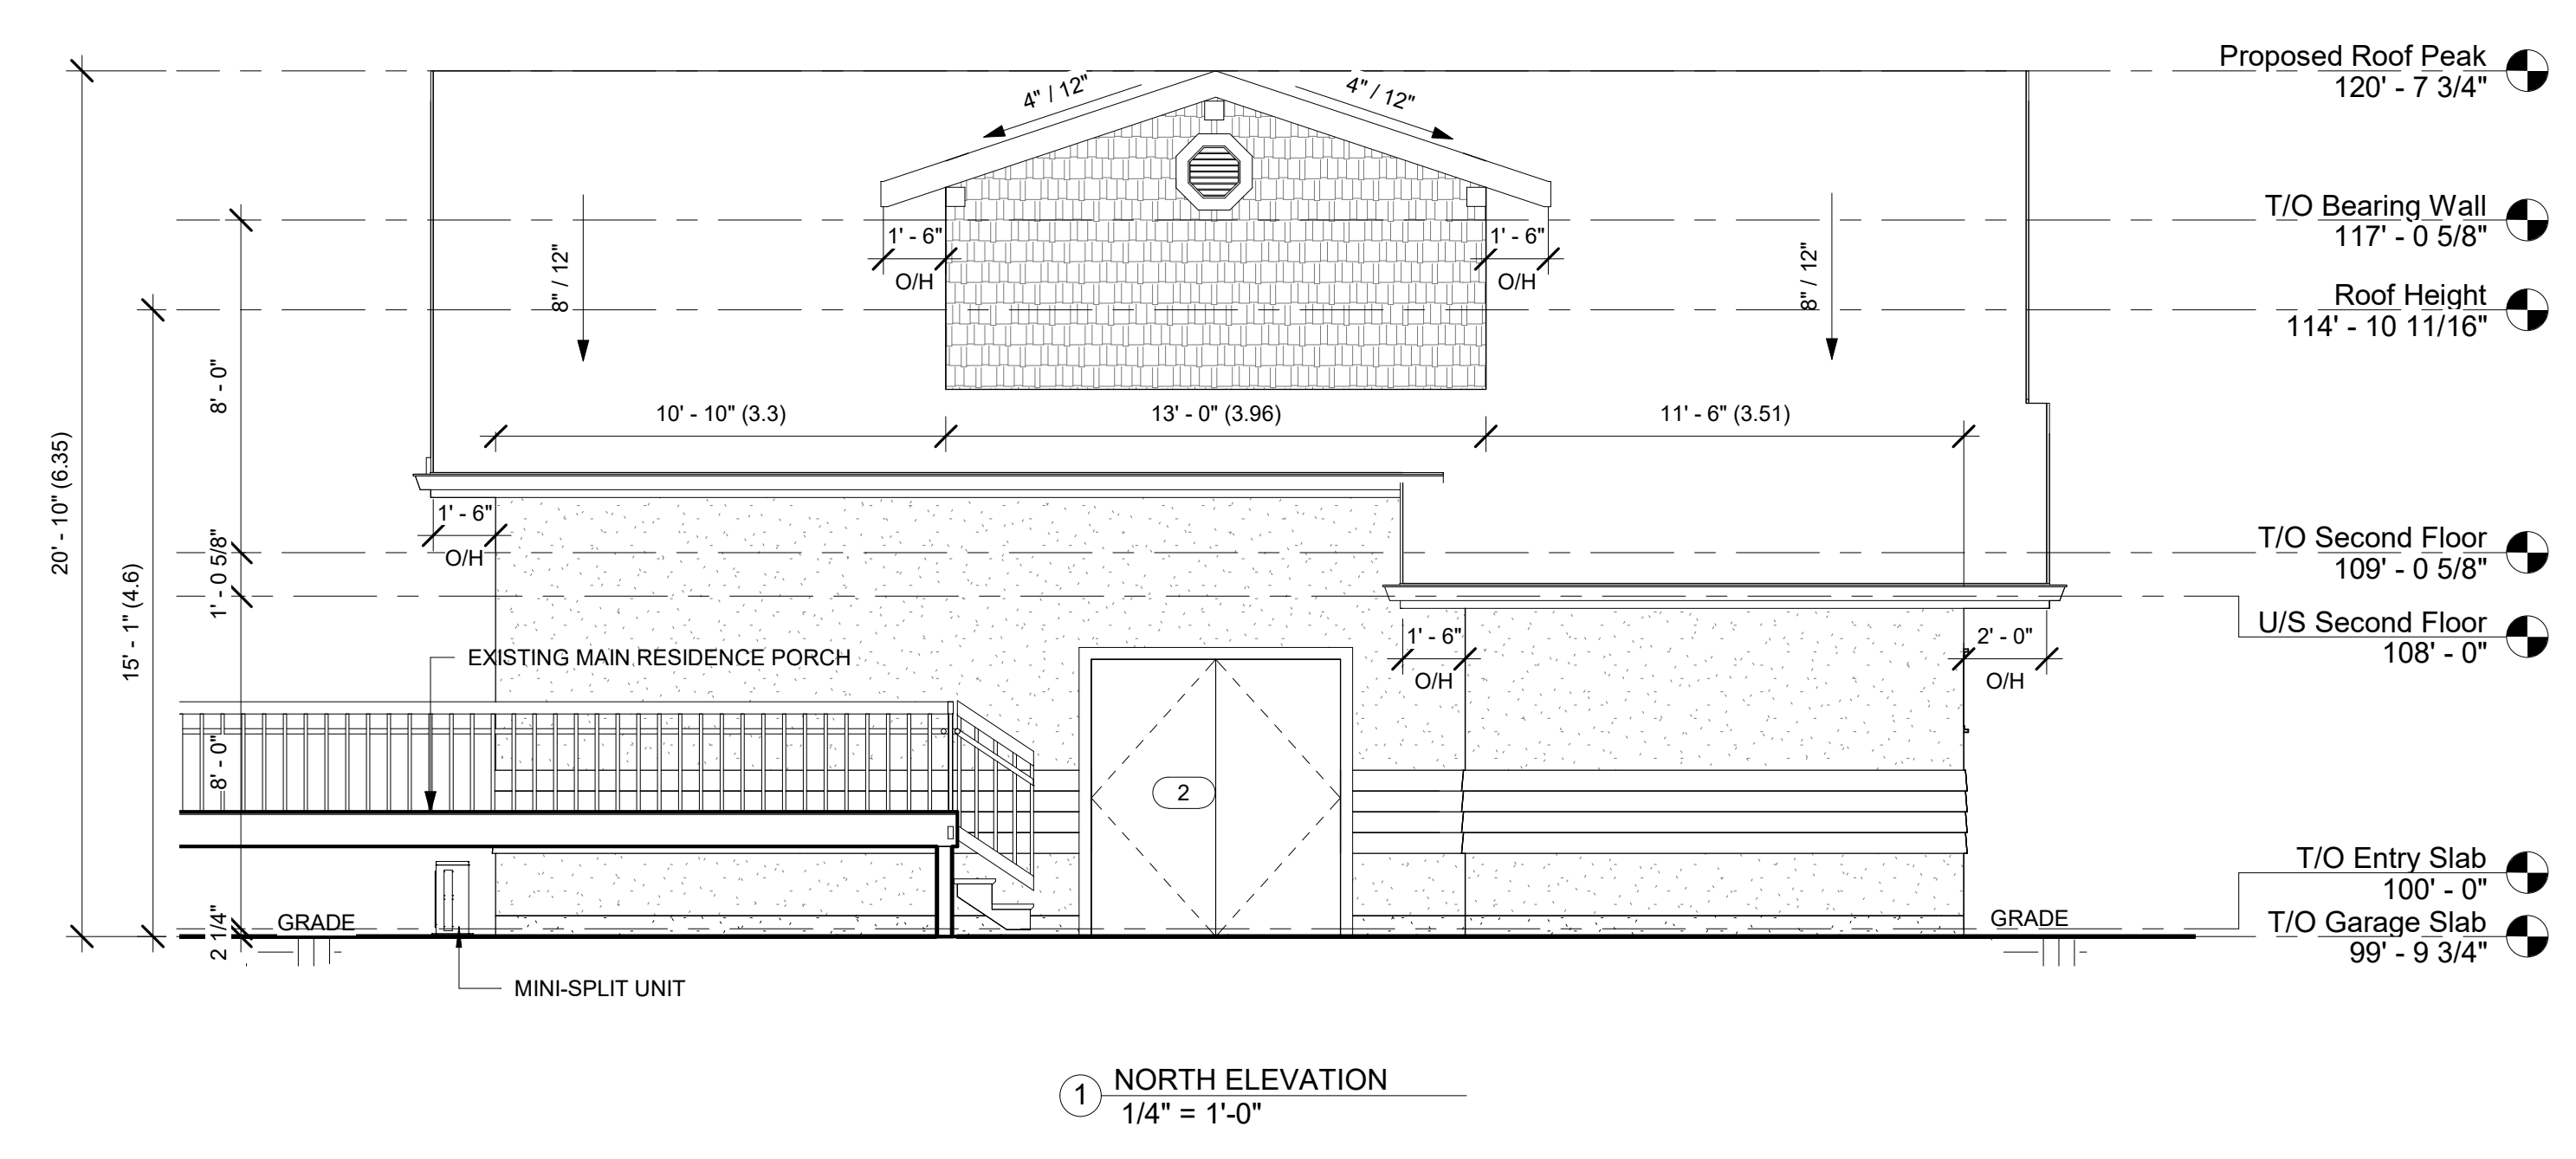 Proposed Roof Peak
120' - 7 3/4"
4" / 12"
4" / 12"
T/O Bearing Wall
117' - 0 5/8"
1' - 6"
O/H
1' - 6"
O/H
8" / 12"
8" / 12"
Roof Height
114' - 10 11/16"
8' - 0"
10' - 10" (3.3)
13' - 0" (3.96)
11' - 6" (3.51)
20' - 10" (6.35)
1' - 6"
O/H
T/O Second Floor
109' - 0 5/8"
1' - 0 5/8"
15' - 1" (4.6)
U/S Second Floor
108' - 0"
1' - 6"
O/H
2' - 0"
O/H
EXISTING MAIN RESIDENCE PORCH
8' - 0"
2
T/O Entry Slab
100' - 0"
2 1/4"
GRADE
GRADE
T/O Garage Slab
99' - 9 3/4"
MINI-SPLIT UNIT
1
NORTH ELEVATION
1/4" = 1'-0"